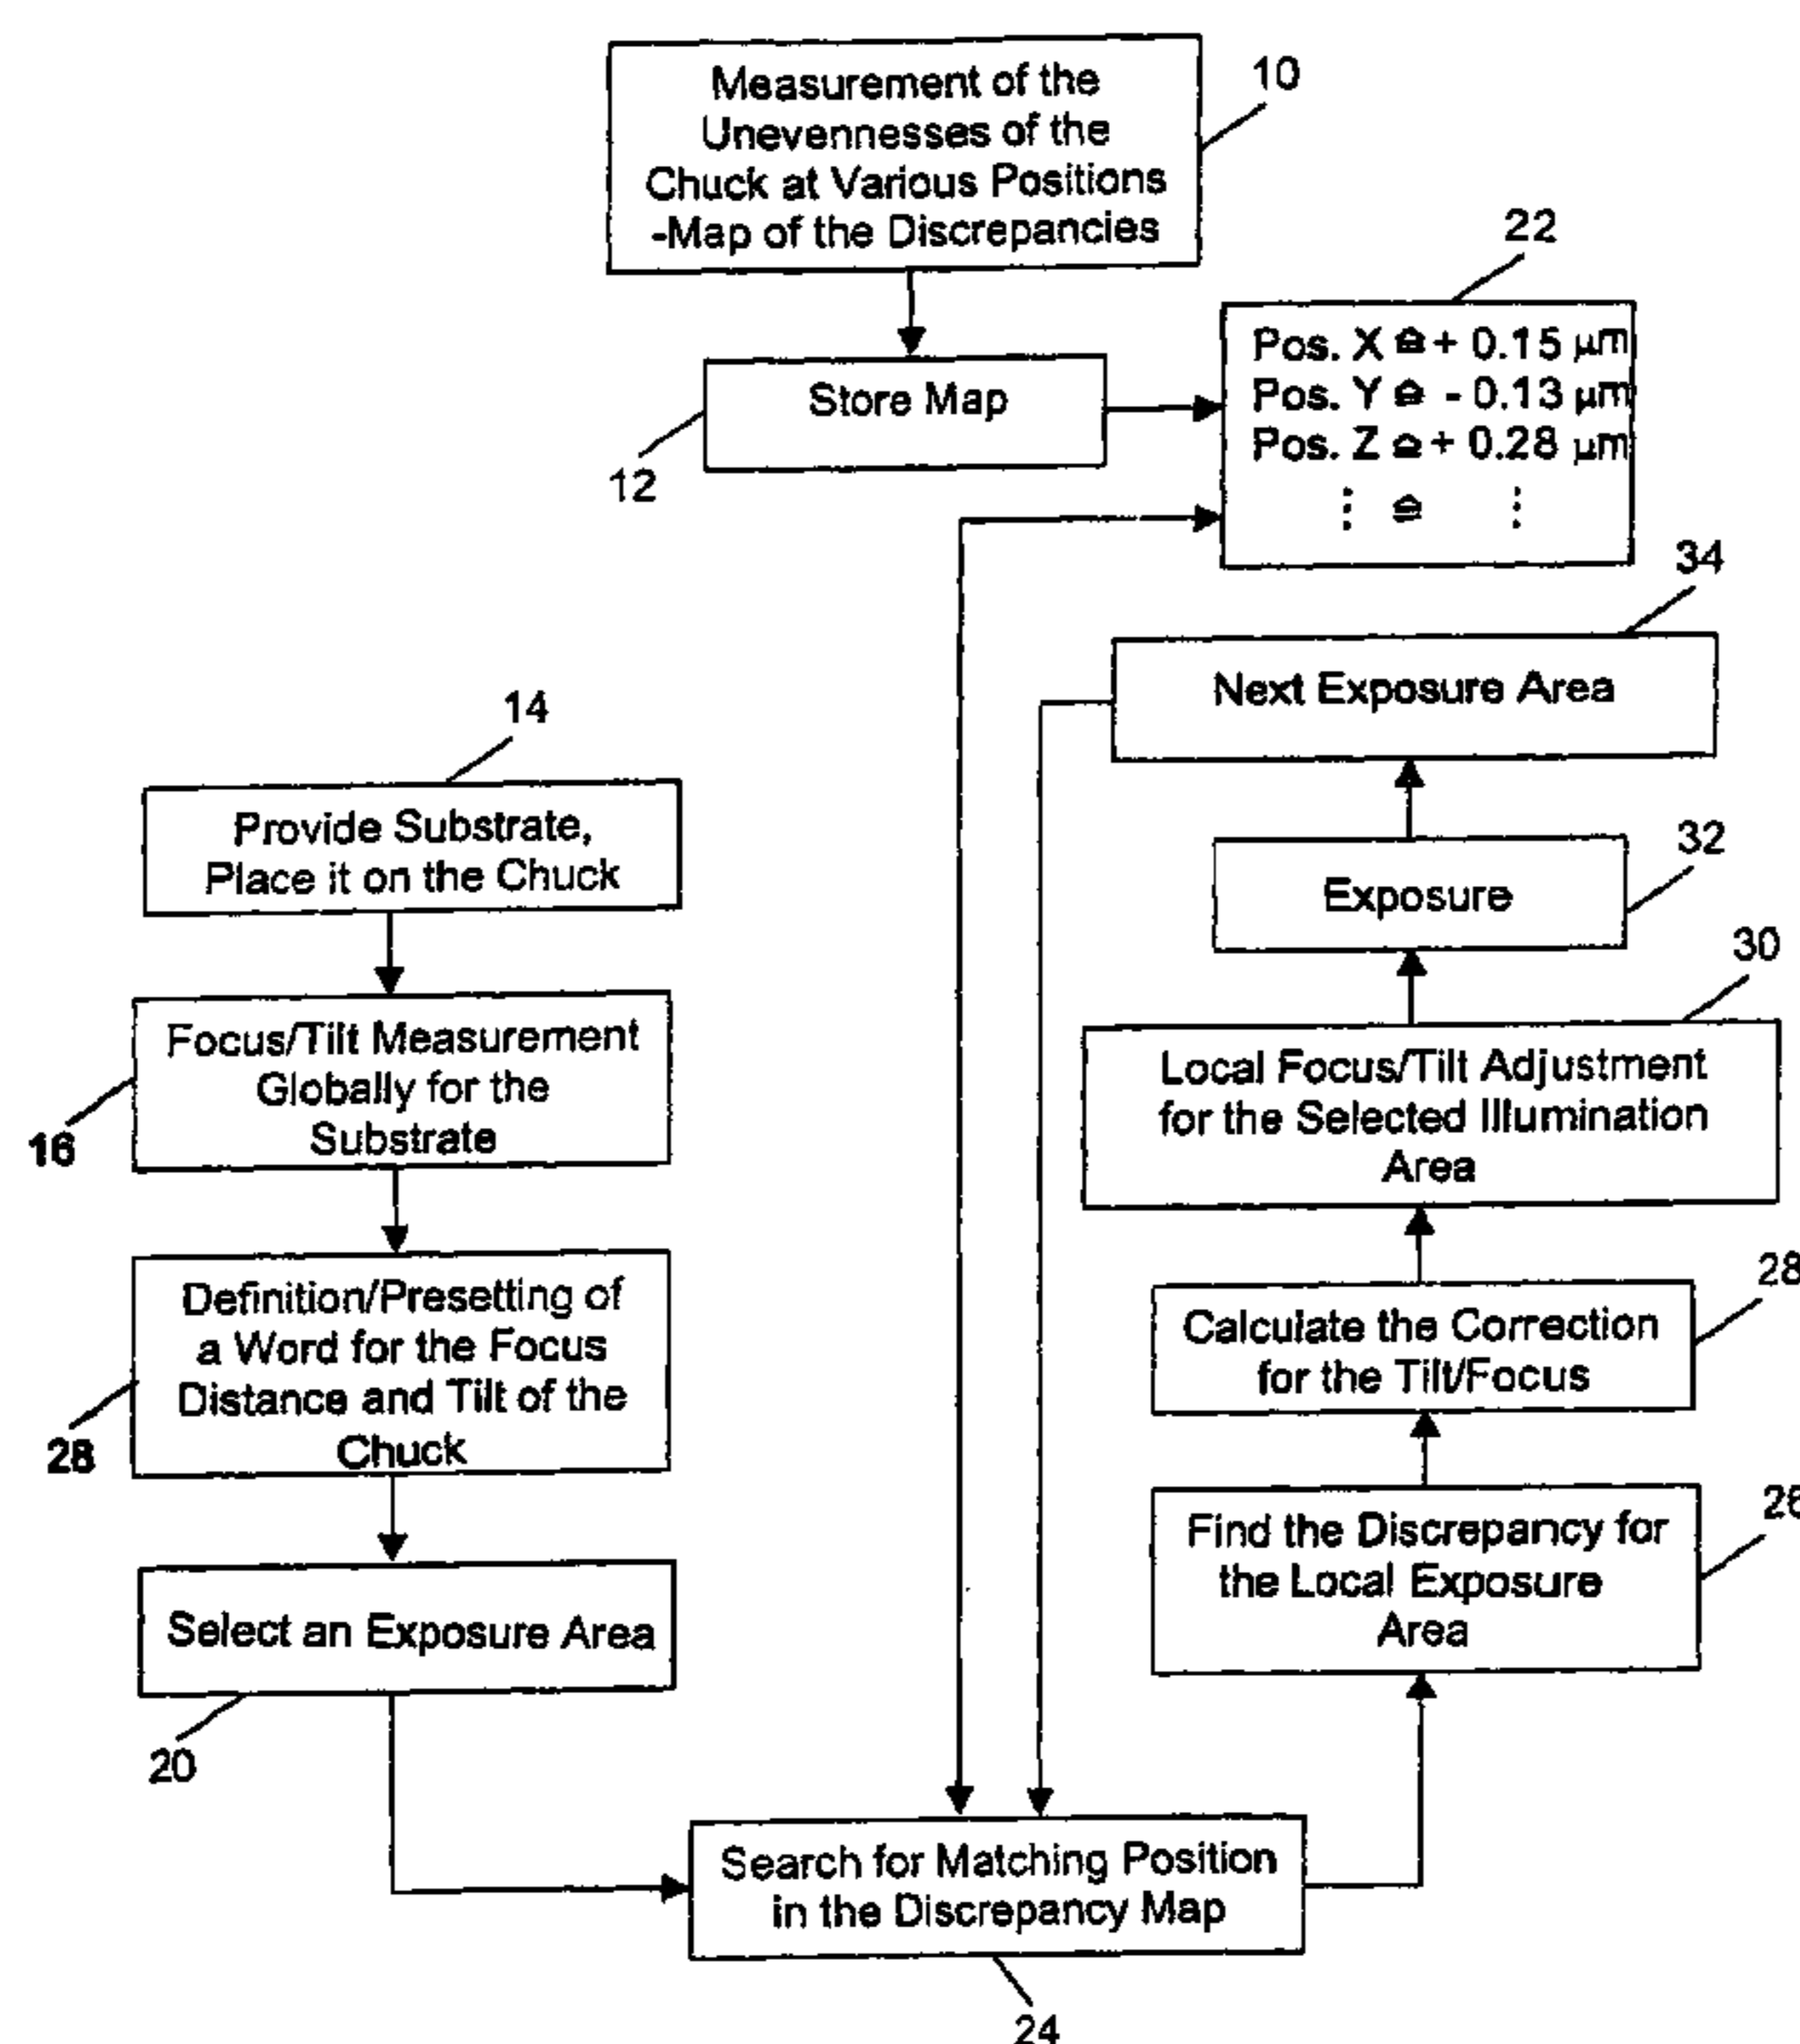 Measurement of the
Unevennesses of the
Chuck at Various Positions
-Map of the Discrepancies
10
Store Map
12
22
Pos. X ≙ + 0.15 µm
Pos. Y ≙ - 0.13 µm
Pos. Z ≙ + 0.28 µm
⋮ ≙ ⋮
34
Next Exposure Area
14
Provide Substrate,
Place it on the Chuck
32
Exposure
16
Focus/Tilt Measurement
Globally for the
Substrate
30
Local Focus/Tilt Adjustment
for the Selected Illumination
Area
28
Definition/Presetting of
a Word for the Focus
Distance and Tilt of the
Chuck
28
Calculate the Correction
for the Tilt/Focus
Select an Exposure Area
20
26
Find the Discrepancy for
the Local Exposure
Area
Search for Matching Position
in the Discrepancy Map
24